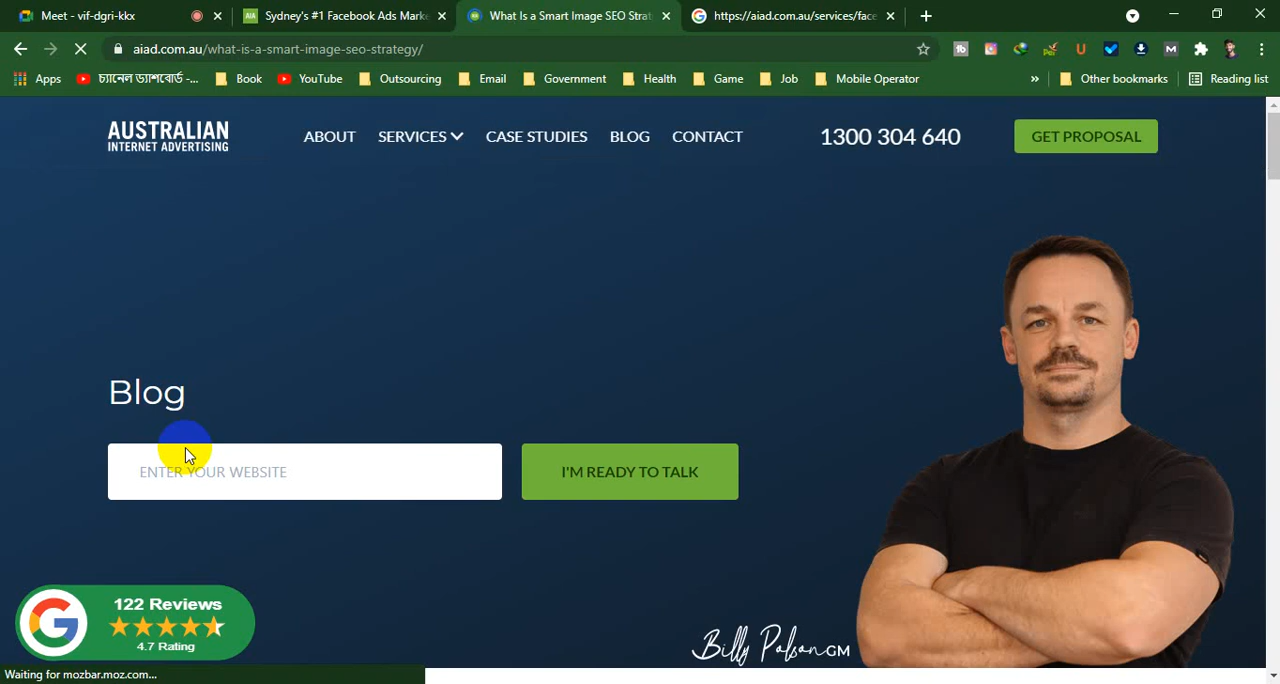 Meet - vif-dgri-kkx
Sydney's #1 Facebook Ads Marke
What Is a Smart Image SEO Strat
https://aiad.com.au/services/face
aiad.com.au/what-is-a-smart-image-seo-strategy/
Apps
চ্যানেল ড্যাশবোর্ড -...
Book
YouTube
Outsourcing
Email
Government
Health
Game
Job
Mobile Operator
»
Other bookmarks
Reading list
AUSTRALIAN
INTERNET ADVERTISING
ABOUT
SERVICES
CASE STUDIES
BLOG
CONTACT
1300 304 640
GET PROPOSAL
Blog
ENTER YOUR WEBSITE
I'M READY TO TALK
122 Reviews
4.7 Rating
Billy Polson GM
Waiting for mozbar.moz.com...